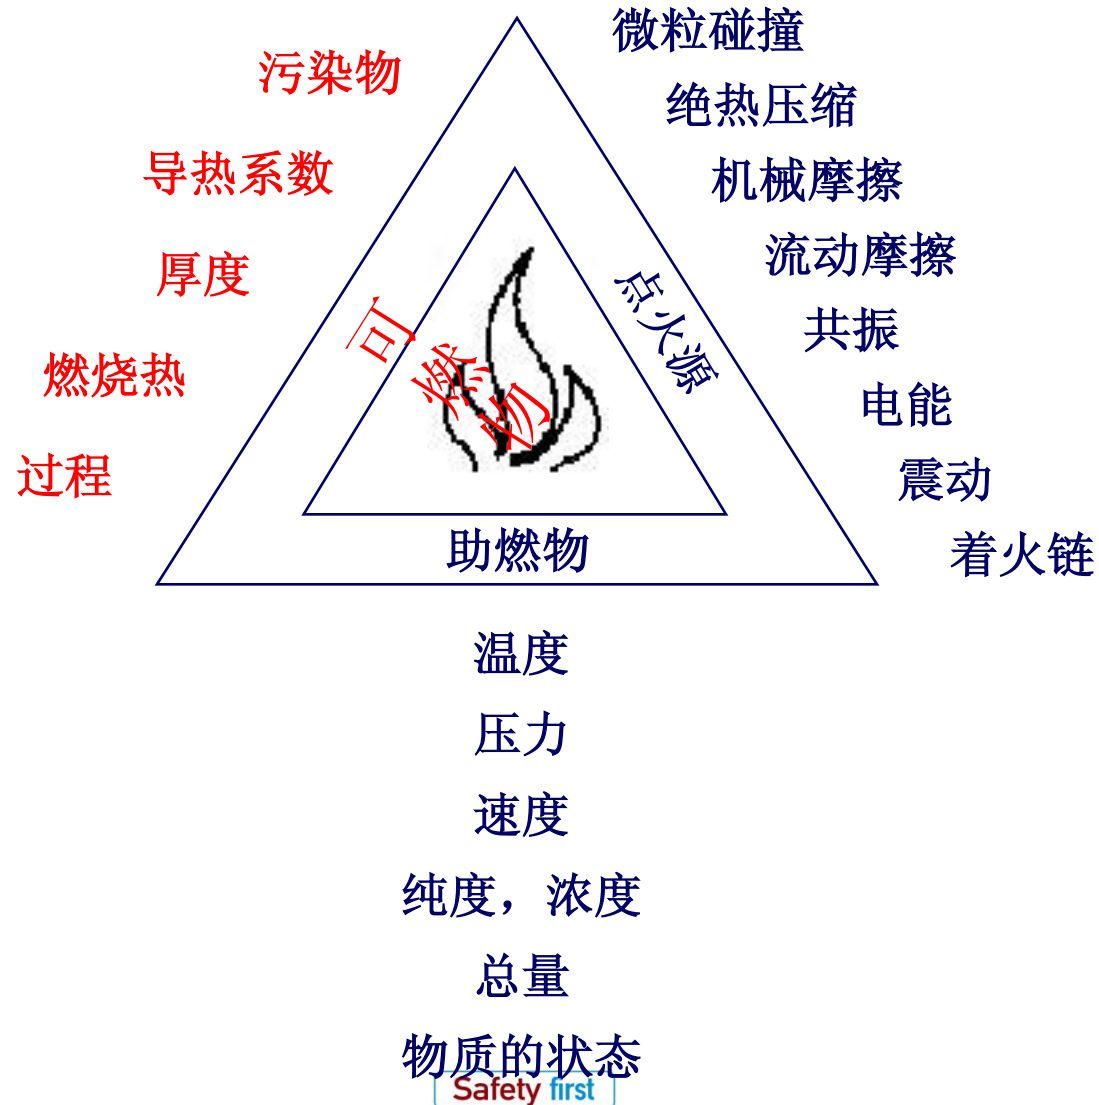 微粒碰撞
污染物
绝热压缩
导热系数
机械摩擦
流动摩擦
厚度
共振
点火源
可燃物
燃烧热
电能
过程
震动
着火链
助燃物
温度
压力
速度
纯度，浓度
总量
物质的状态
Safety first